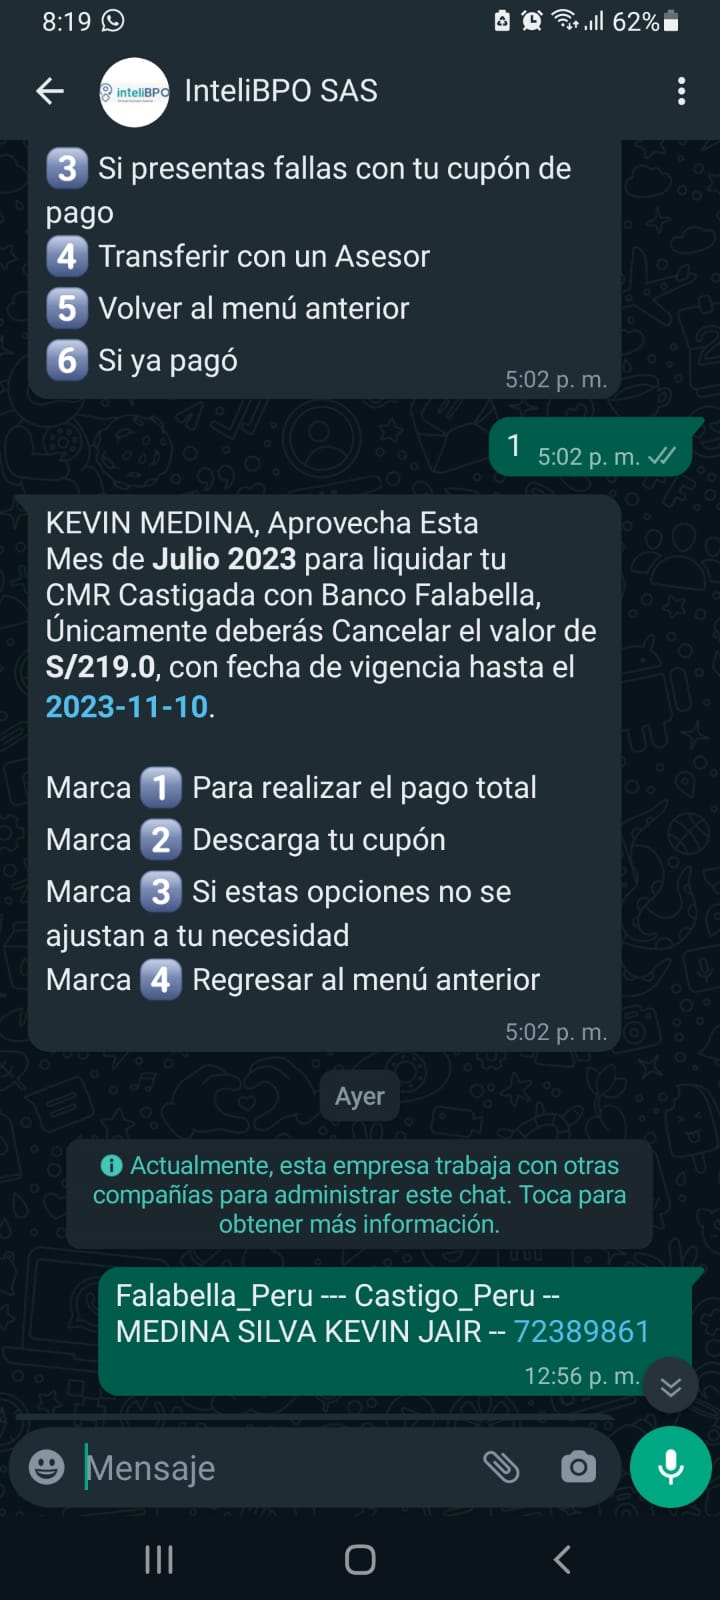 8:19 62%
inteliBPO InteliBPO SAS
3 Si presentas fallas con tu cupón de
pago
4 Transferir con un Asesor
5 Volver al menú anterior
6 Si ya pagó
5:02 p. m.
1 5:02 p. m.
KEVIN MEDINA, Aprovecha Esta
Mes de Julio 2023 para liquidar tu
CMR Castigada con Banco Falabella,
Únicamente deberás Cancelar el valor de
S/219.0, con fecha de vigencia hasta el
2023-11-10.
Marca 1 Para realizar el pago total
Marca 2 Descarga tu cupón
Marca 3 Si estas opciones no se
ajustan a tu necesidad
Marca 4 Regresar al menú anterior
5:02 p. m.
Ayer
Actualmente, esta empresa trabaja con otras
compañías para administrar este chat. Toca para
obtener más información.
Falabella_Peru --- Castigo_Peru --
MEDINA SILVA KEVIN JAIR -- 72389861
12:56 p. m.
Mensaje